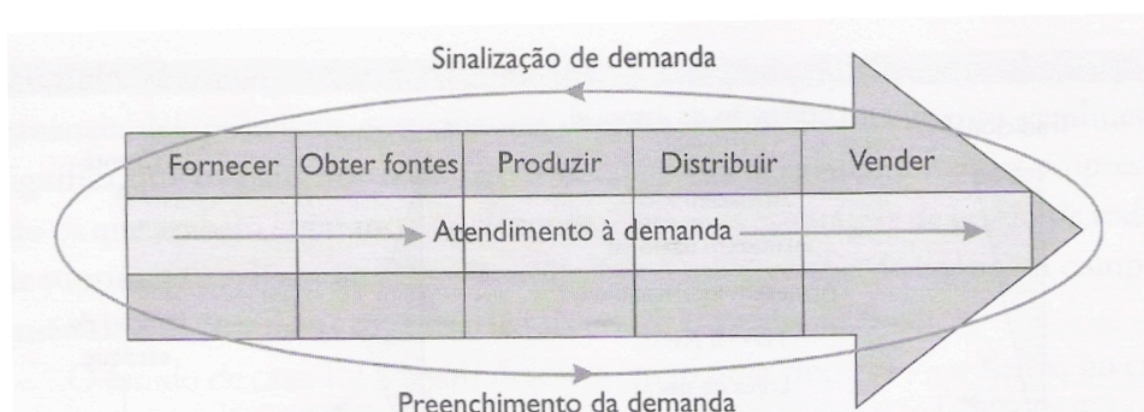 Sinalização de demanda
Fornecer Obter fontes Produzir Distribuir Vender
Atendimento à demanda
Preenchimento da demanda